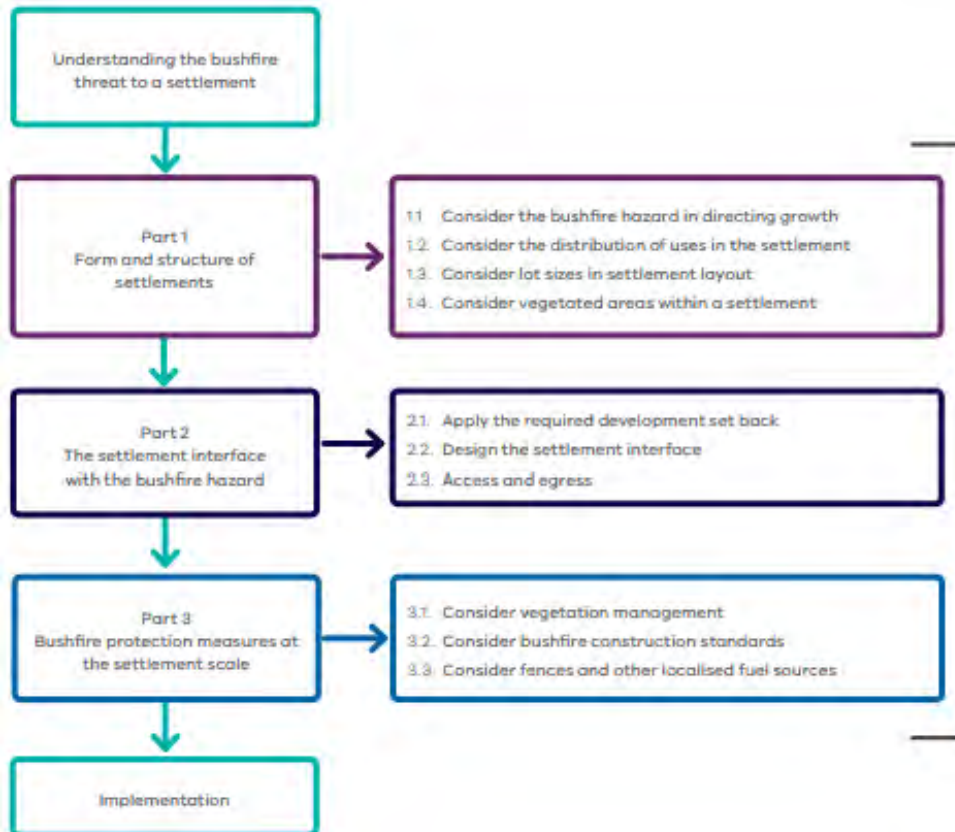 Understanding the bushfire
threat to a settlement
Part 1
Form and structure of
settlements
1.1 Consider the bushfire hazard in directing growth
1.2. Consider the distribution of uses in the settlement
1.3. Consider lot sizes in settlement layout
1.4. Consider vegetated areas within a settlement
Part 2
The settlement interface
with the bushfire hazard
2.1. Apply the required development set back
2.2. Design the settlement interface
2.3. Access and egress
Part 3
Bushfire protection measures at
the settlement scale
3.1. Consider vegetation management
3.2. Consider bushfire construction standards
3.3. Consider fences and other localised fuel sources
Implementation